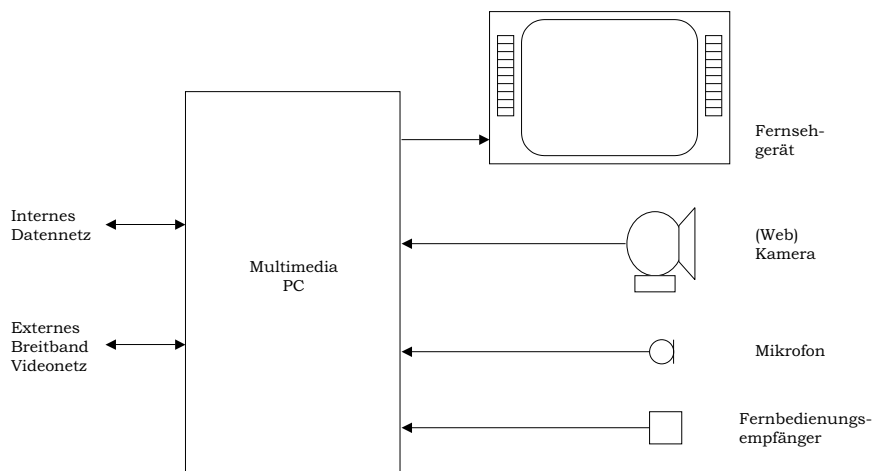 Fernseh-
gerät
Internes
Datennetz
(Web)
Kamera
Multimedia
PC
Externes
Breitband
Videonetz
Mikrofon
Fernbedienungs-
empfänger